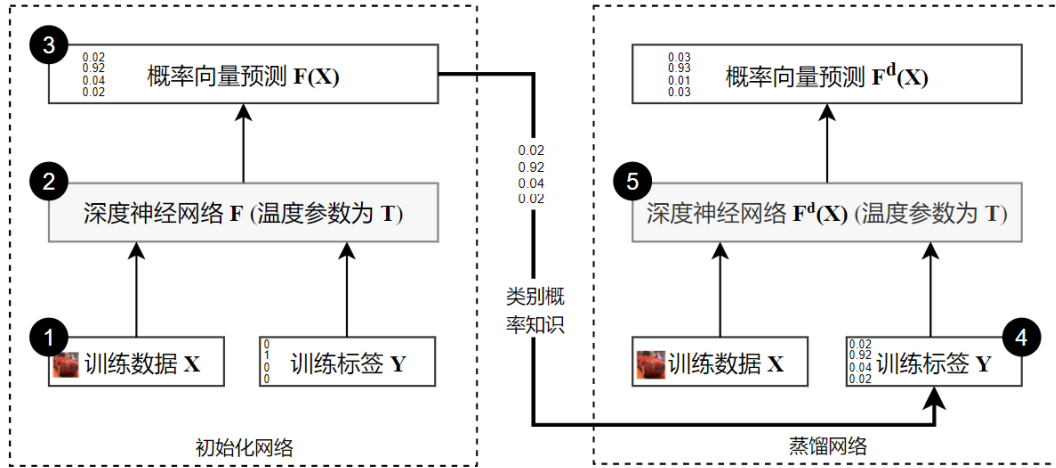 3
0.02
0.92
0.04
0.02
概率向量预测 F(X)
2
深度神经网络 F (温度参数为 T)
1
训练数据 X
0
1
0
0
训练标签 Y
初始化网络
0.02
0.92
0.04
0.02
类别概
率知识
0.03
0.93
0.01
0.03
概率向量预测 Fᵈ(X)
5
深度神经网络 Fᵈ(X) (温度参数为 T)
训练数据 X
4
0.02
0.92
0.04
0.02
训练标签 Y
蒸馏网络